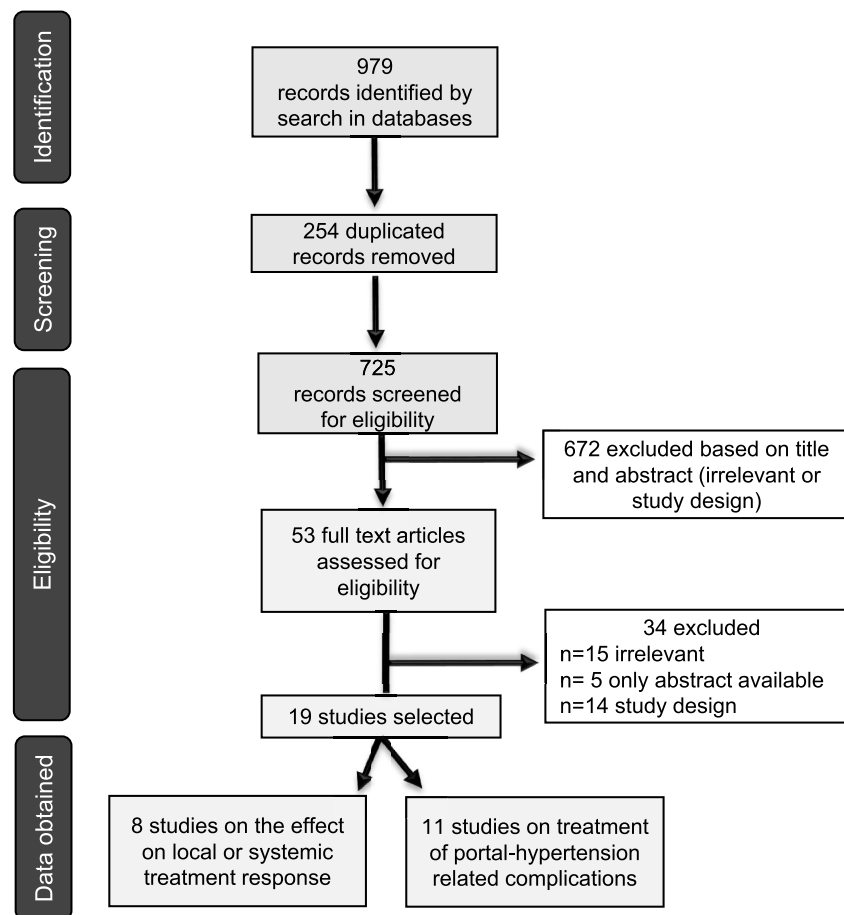 Identification
979
records identified by
search in databases
Screening
254 duplicated
records removed
Eligibility
725
records screened
for eligibility
672 excluded based on title
and abstract (irrelevant or
study design)
53 full text articles
assessed for
eligibility
34 excluded
n=15 irrelevant
n= 5 only abstract available
n=14 study design
19 studies selected
Data obtained
8 studies on the effect
on local or systemic
treatment response
11 studies on treatment
of portal-hypertension
related complications